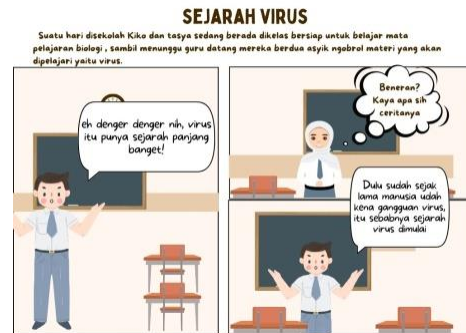 SEJARAH VIRUS
Suatu hari disekolah Kiko dan tasya sedang berada dikelas bersiap untuk belajar mata
pelajaran biologi , sambil menunggu guru datang mereka berdua asyik ngobrol materi yang akan
dipelajari yaitu virus.
eh denger denger nih, virus
itu punya sejarah panjang
banget!
Beneran?
Kaya apa sih
ceritanya
Dulu sudah sejak
lama manusia udah
kena gangguan virus,
itu sebabnya sejarah
virus dimulai